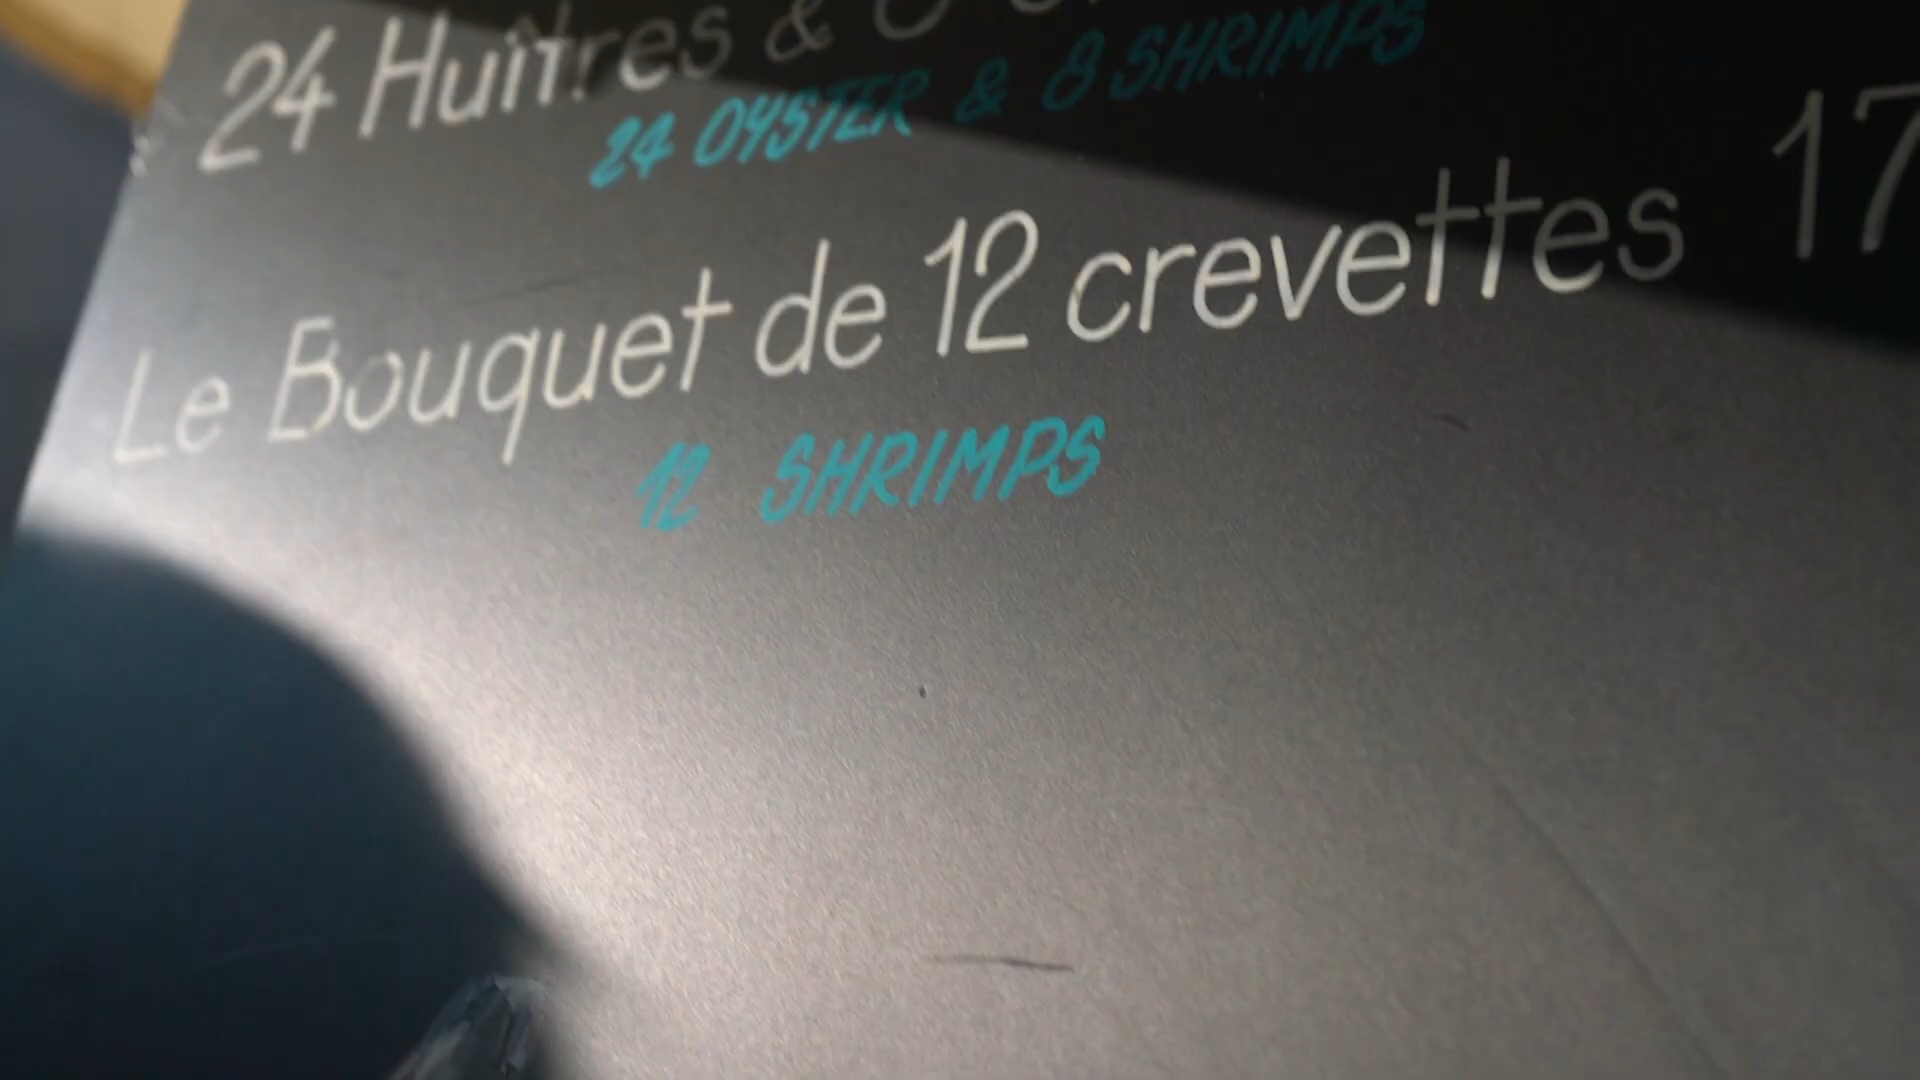 24 Huîtres &
24 OYSTER & 8 SHRIMPS
Le Bouquet de 12 crevettes 17
12 SHRIMPS